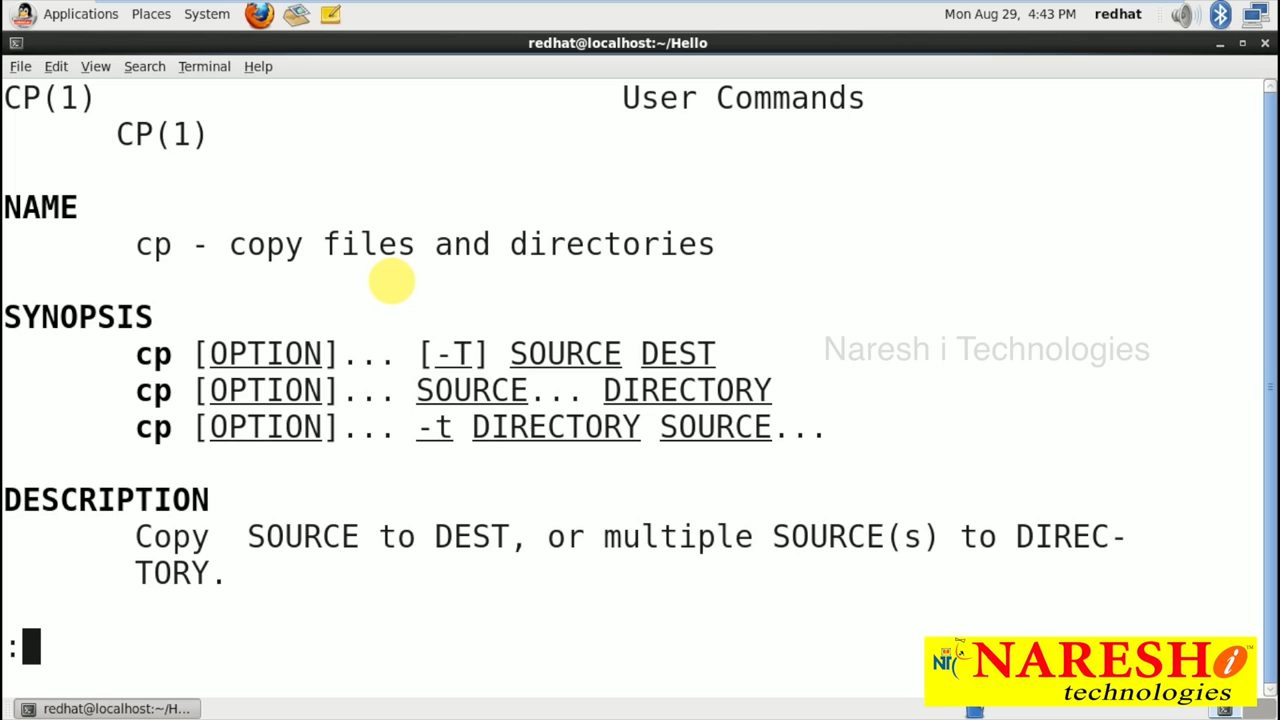 Applications Places System Mon Aug 29, 4:43 PM redhat
redhat@localhost:~/Hello
File Edit View Search Terminal Help
CP(1) User Commands
CP(1)
NAME
cp - copy files and directories
SYNOPSIS
cp [OPTION]... [-T] SOURCE DEST
cp [OPTION]... SOURCE... DIRECTORY
cp [OPTION]... -t DIRECTORY SOURCE...
Naresh i Technologies
DESCRIPTION
Copy SOURCE to DEST, or multiple SOURCE(s) to DIREC-
TORY.
:
NARESH i ™
technologies
redhat@localhost:~/H...